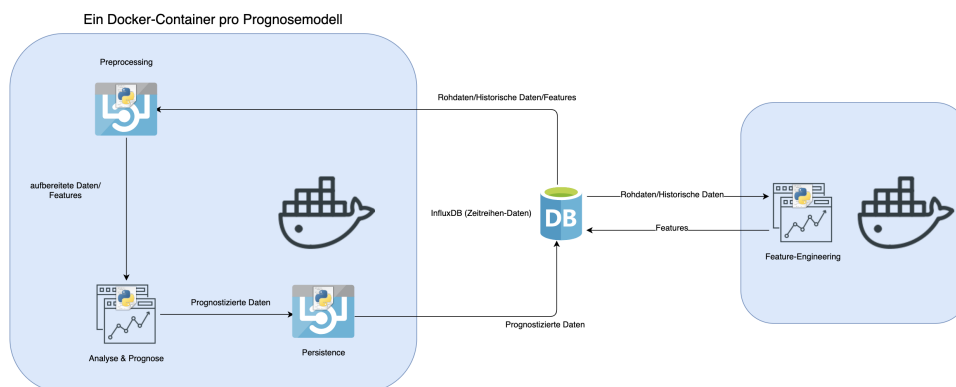 Ein Docker-Container pro Prognosemodell
Preprocessing
Rohdaten/Historische Daten/Features
aufbereitete Daten/
Features
InfluxDB (Zeitreihen-Daten)
DB
Rohdaten/Historische Daten
Features
Feature-Engineering
Prognostizierte Daten
Prognostizierte Daten
Analyse & Prognose
Persistence